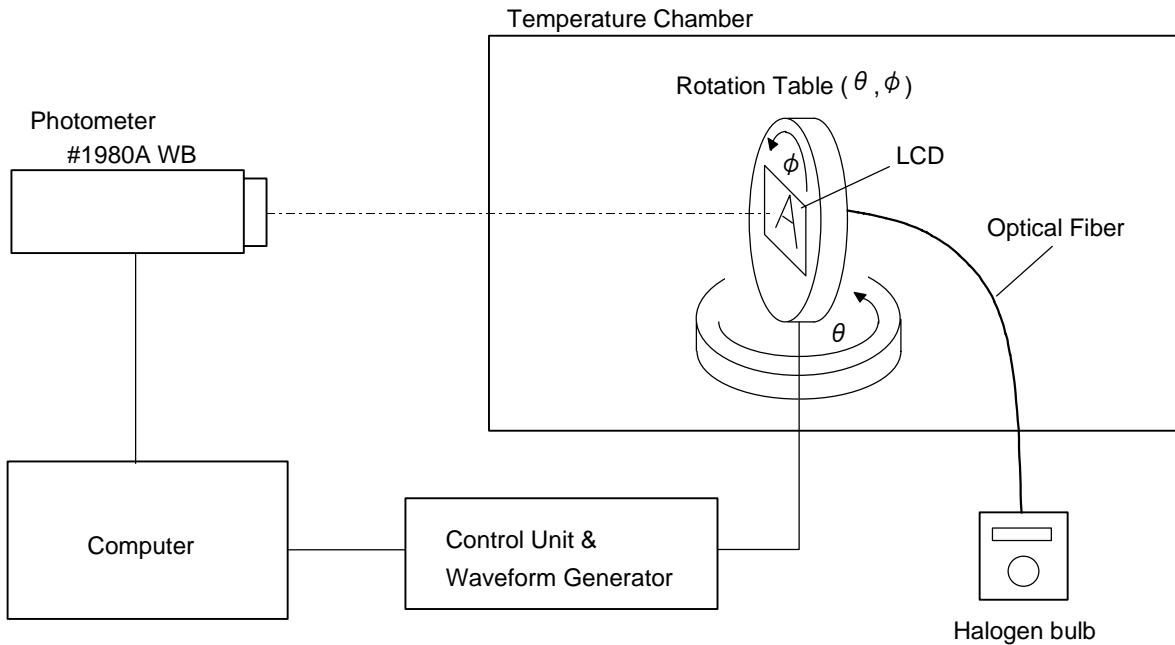 Temperature Chamber
Rotation Table ( θ , φ )
Photometer
#1980A WB
φ
LCD
A
Optical Fiber
θ
Computer
Control Unit &
Waveform Generator
Halogen bulb